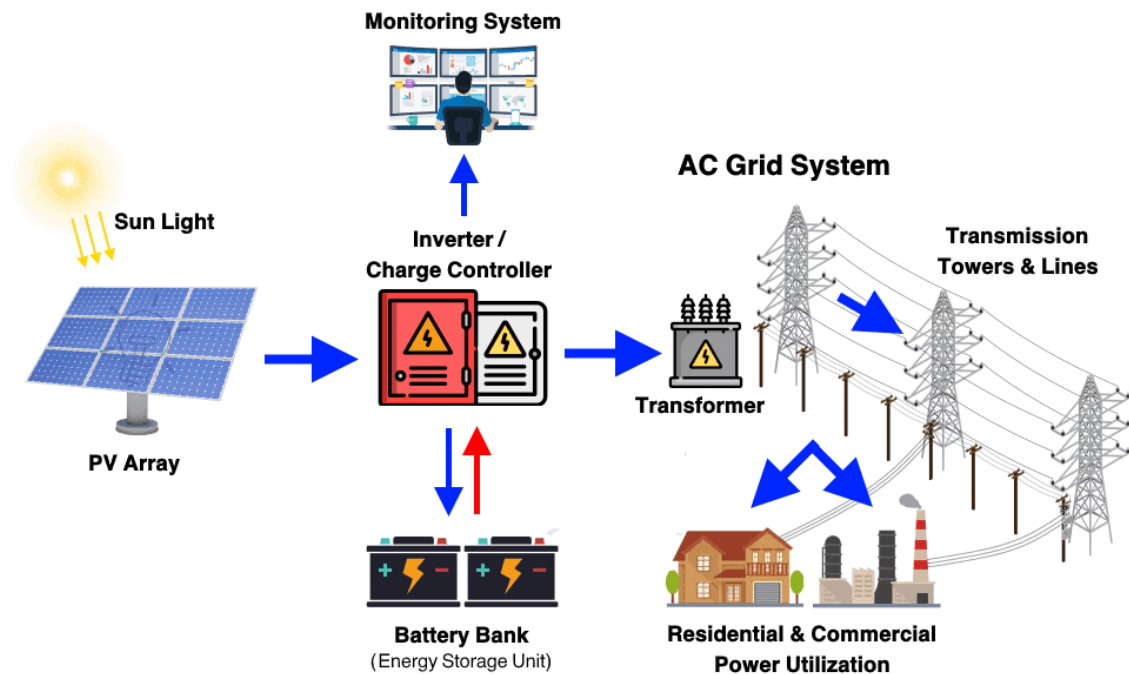 Monitoring System
AC Grid System
Sun Light
Transmission
Towers & Lines
Inverter /
Charge Controller
Transformer
PV Array
Battery Bank
(Energy Storage Unit)
Residential & Commercial
Power Utilization